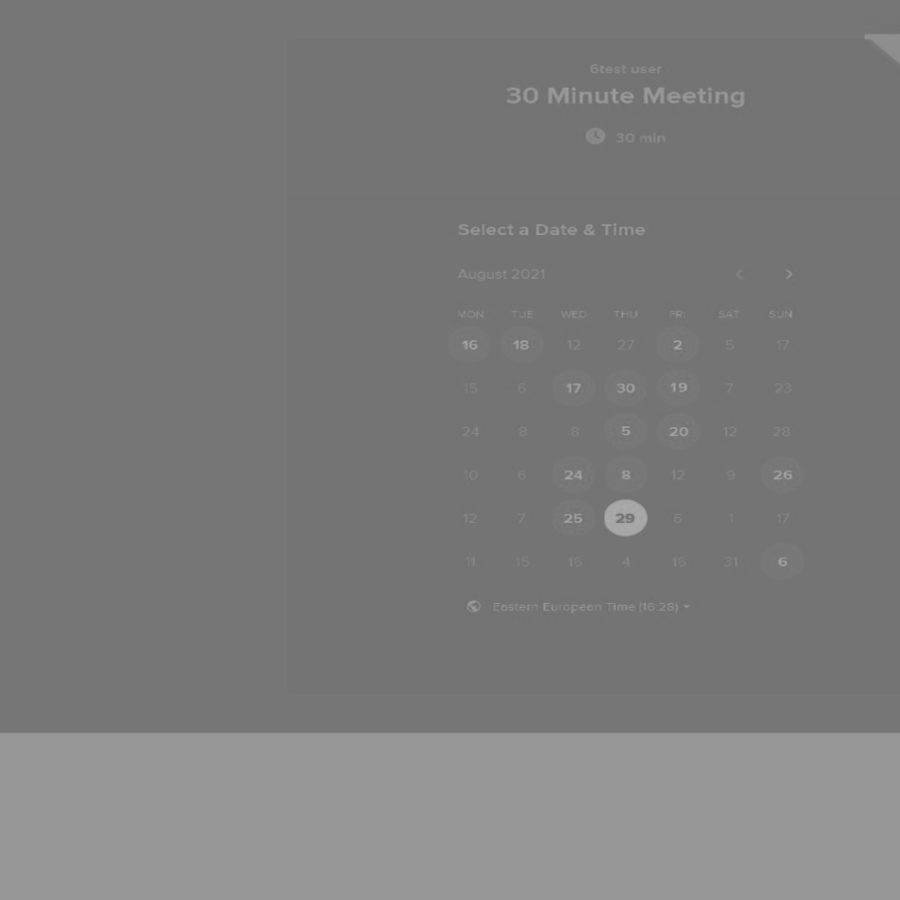 6test user
30 Minute Meeting
30 min
Select a Date & Time
August 2021
MON TUE WED THU FRI SAT SUN
16 18 12 27 2 5 17
15 6 17 30 19 7 23
24 8 8 5 20 12 28
10 6 24 8 12 9 26
12 7 25 29 6 1 17
11 15 16 4 16 31 6
Eastern European Time (16:28)